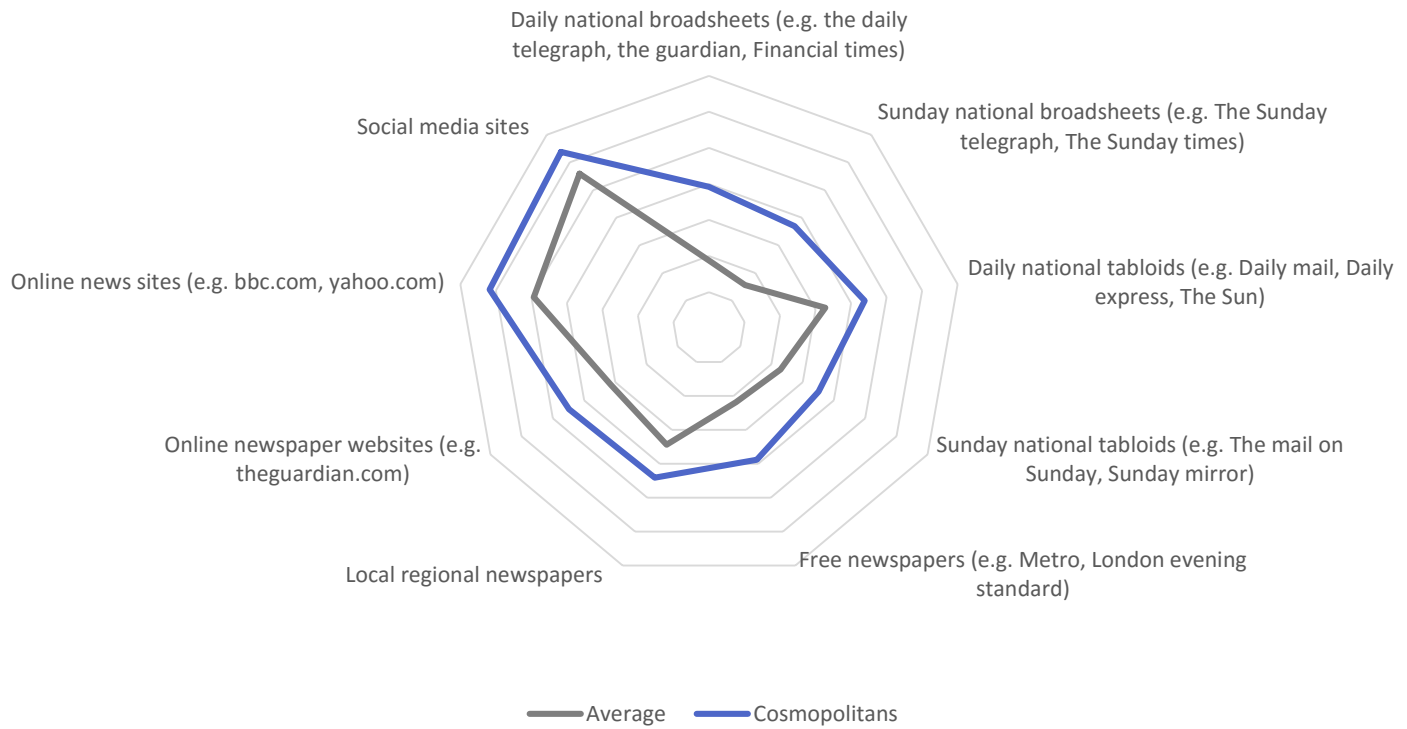 Daily national broadsheets (e.g. the daily
telegraph, the guardian, Financial times)
Sunday national broadsheets (e.g. The Sunday
telegraph, The Sunday times)
Daily national tabloids (e.g. Daily mail, Daily
express, The Sun)
Sunday national tabloids (e.g. The mail on
Sunday, Sunday mirror)
Free newspapers (e.g. Metro, London evening
standard)
Local regional newspapers
Online newspaper websites (e.g.
theguardian.com)
Online news sites (e.g. bbc.com, yahoo.com)
Social media sites
Average
Cosmopolitans